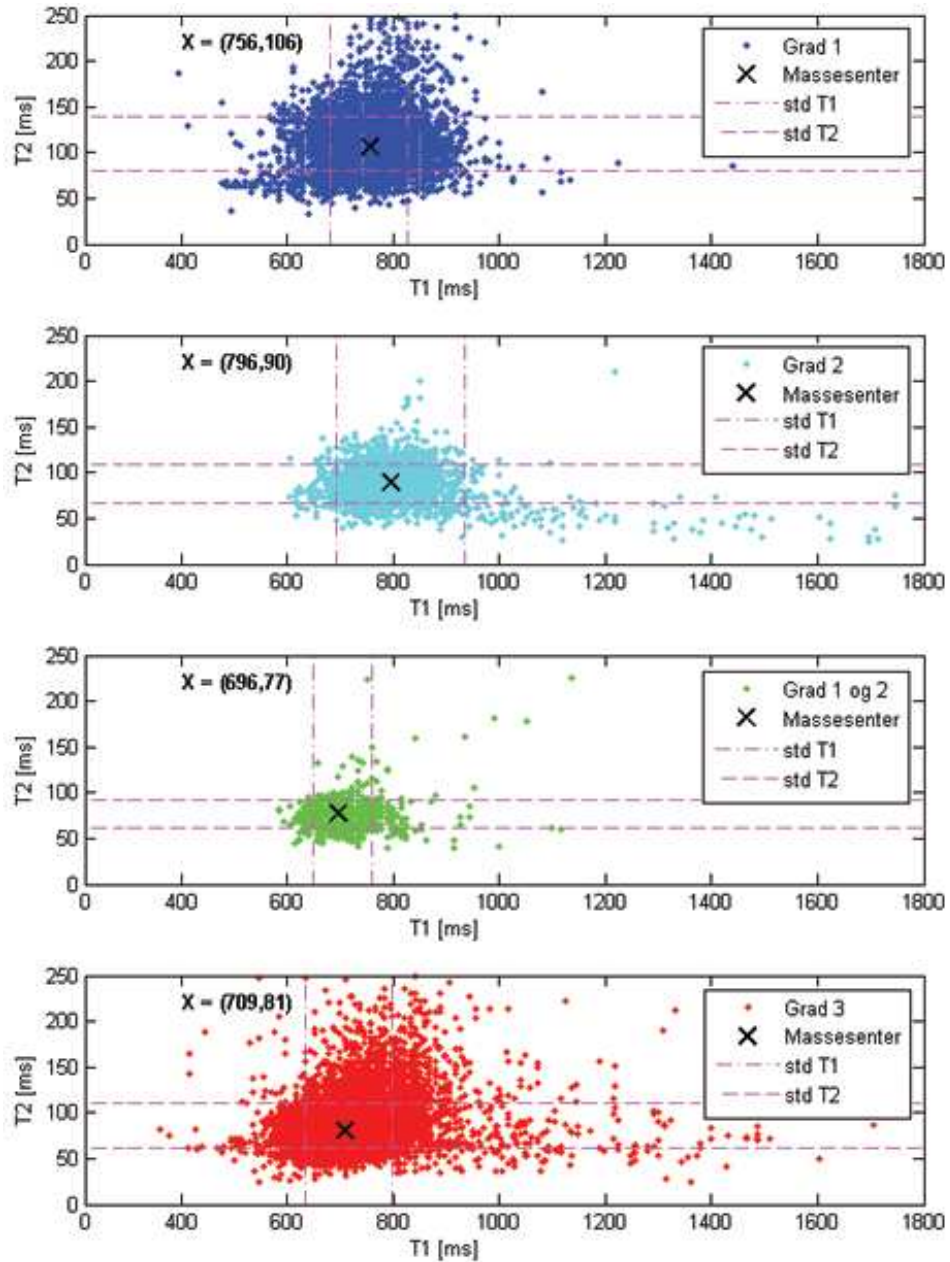 250
200
150
100
50
0
T2 [ms]
X = (756,106)
Grad 1
Massesenter
std T1
std T2
0 400 600 800 1000 1200 1400 1600 1800
T1 [ms]
250
200
150
100
50
0
T2 [ms]
X = (796,90)
Grad 2
Massesenter
std T1
std T2
0 400 600 800 1000 1200 1400 1600 1800
T1 [ms]
250
200
150
100
50
0
T2 [ms]
X = (696,77)
Grad 1 og 2
Massesenter
std T1
std T2
0 400 600 800 1000 1200 1400 1600 1800
T1 [ms]
250
200
150
100
50
0
T2 [ms]
X = (709,81)
Grad 3
Massesenter
std T1
std T2
0 400 600 800 1000 1200 1400 1600 1800
T1 [ms]